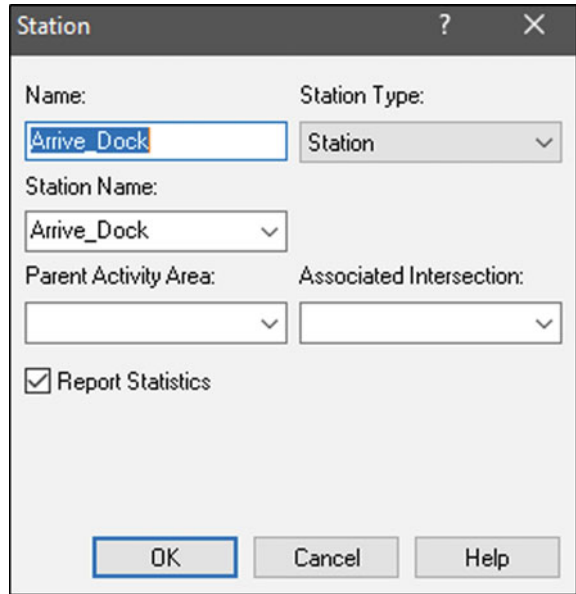 Station ?
Name: Station Type:
Arrive_Dock Station
Station Name:
Arrive_Dock
Parent Activity Area: Associated Intersection:
Report Statistics
OK Cancel Help